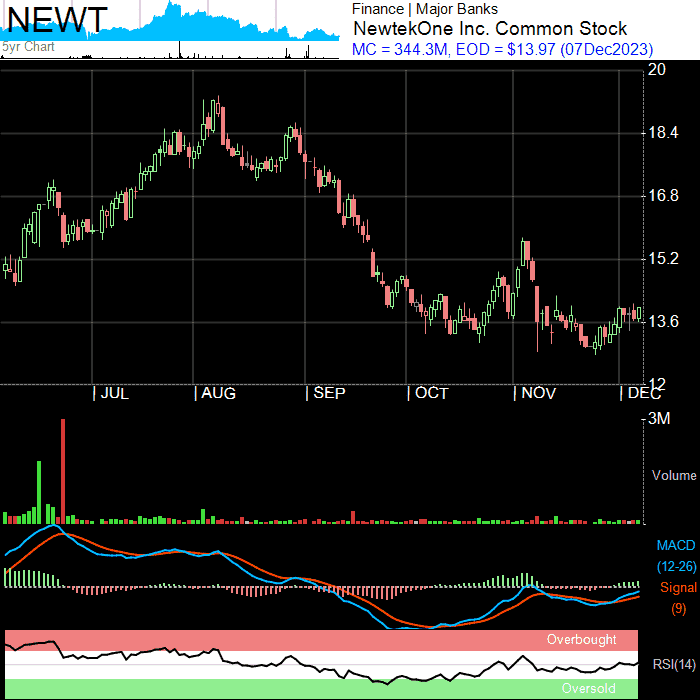 NEWT
5yr Chart
Finance | Major Banks
NewtekOne Inc. Common Stock
MC = 344.3M, EOD = $13.97 (07Dec2023)
20
18.4
16.8
15.2
13.6
12
| JUL | AUG | SEP | OCT | NOV | DEC
3M
Volume
MACD
(12-26)
Signal
(9)
Overbought
RSI(14)
Oversold